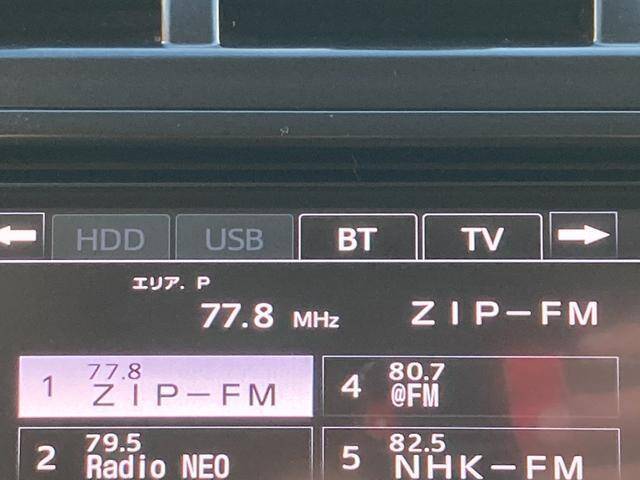 HDD USB BT TV
エリア. P
77.8 MHz ZIP-FM
1 77.8 ZIP-FM
4 80.7 @FM
2 79.5 Radio NEO
5 82.5 NHK-FM